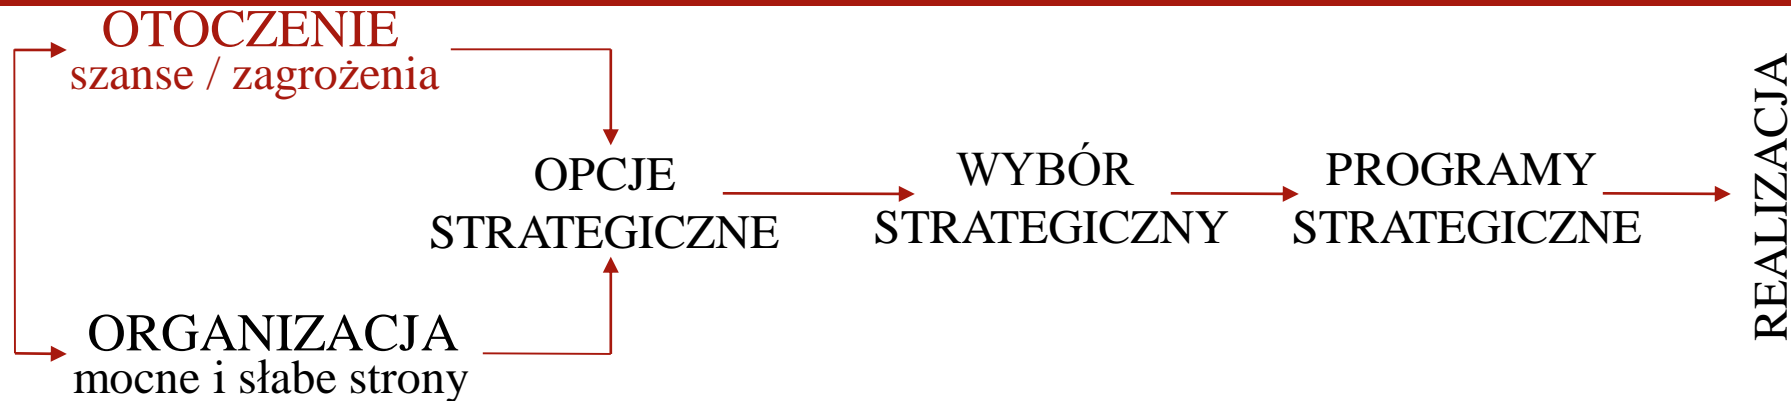 OTOCZENIE
szanse / zagrożenia
OPCJE
STRATEGICZNE
WYBÓR
STRATEGICZNY
PROGRAMY
STRATEGICZNE
REALIZACJA
ORGANIZACJA
mocne i słabe strony